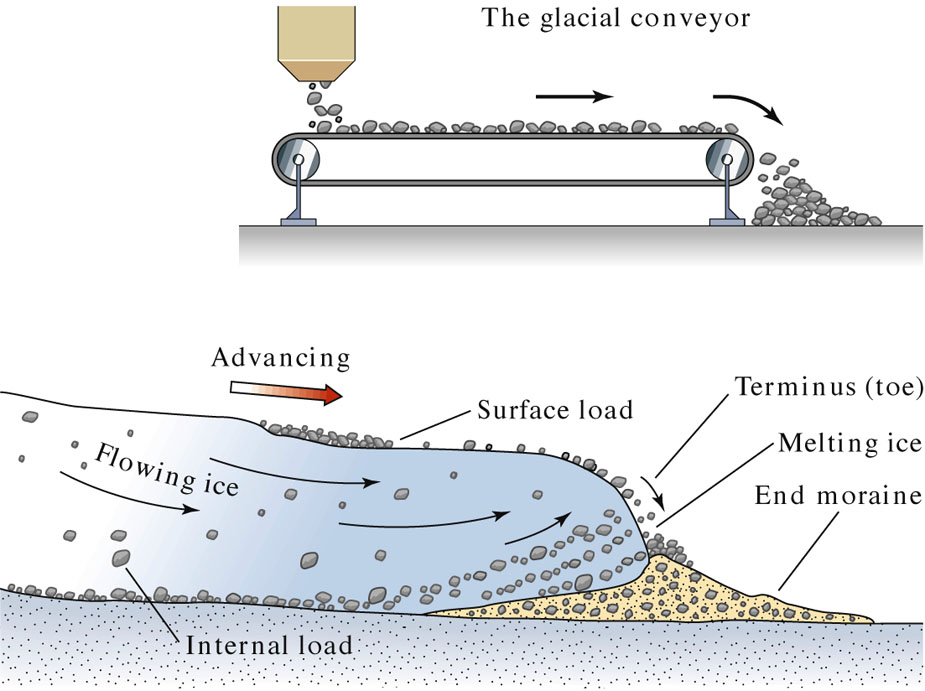 The glacial conveyor
Advancing
Terminus (toe)
Surface load
Melting ice
Flowing ice
End moraine
Internal load